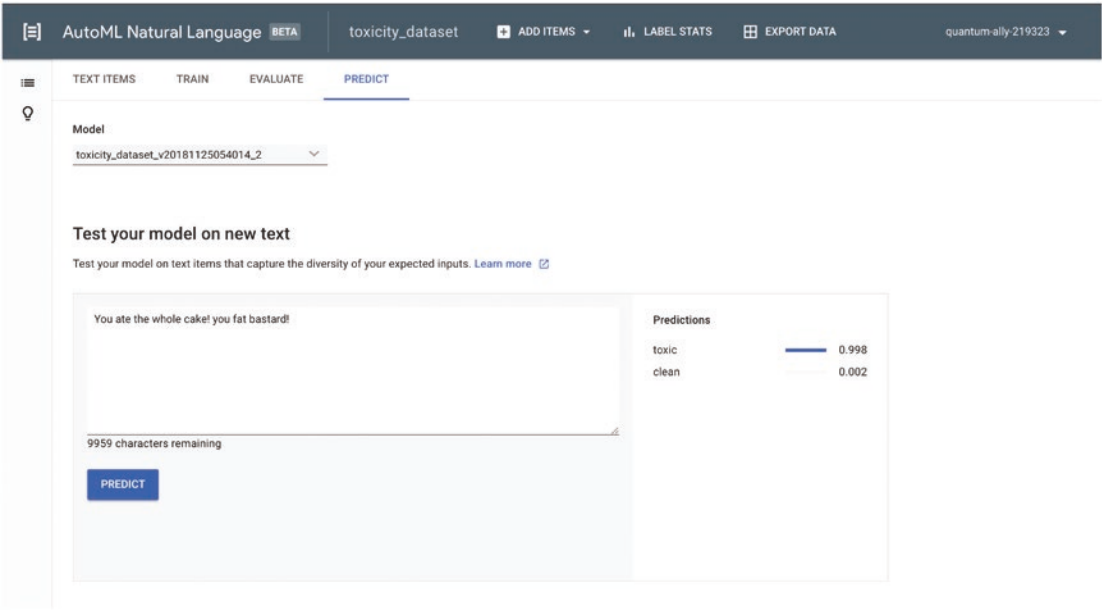 AutoML Natural Language BETA toxicity_dataset ADD ITEMS LABEL STATS EXPORT DATA quantum-ally-219323
TEXT ITEMS TRAIN EVALUATE PREDICT
Model
toxicity_dataset_v20181125054014_2
Test your model on new text
Test your model on text items that capture the diversity of your expected inputs. Learn more
You ate the whole cake! you fat bastard!
9959 characters remaining
PREDICT
Predictions
toxic 0.998
clean 0.002